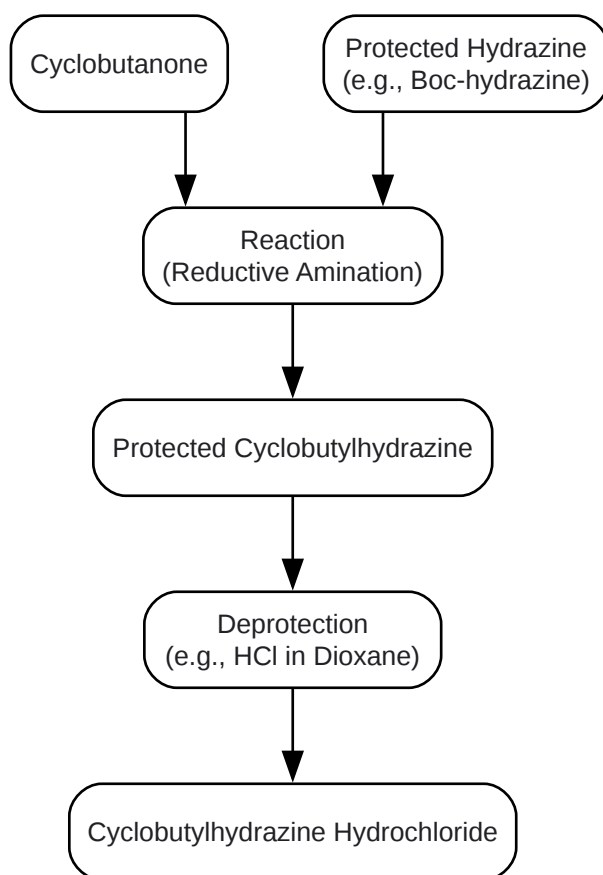 Cyclobutanone
Protected Hydrazine
(e.g., Boc-hydrazine)
Reaction
(Reductive Amination)
Protected Cyclobutylhydrazine
Deprotection
(e.g., HCl in Dioxane)
Cyclobutylhydrazine Hydrochloride